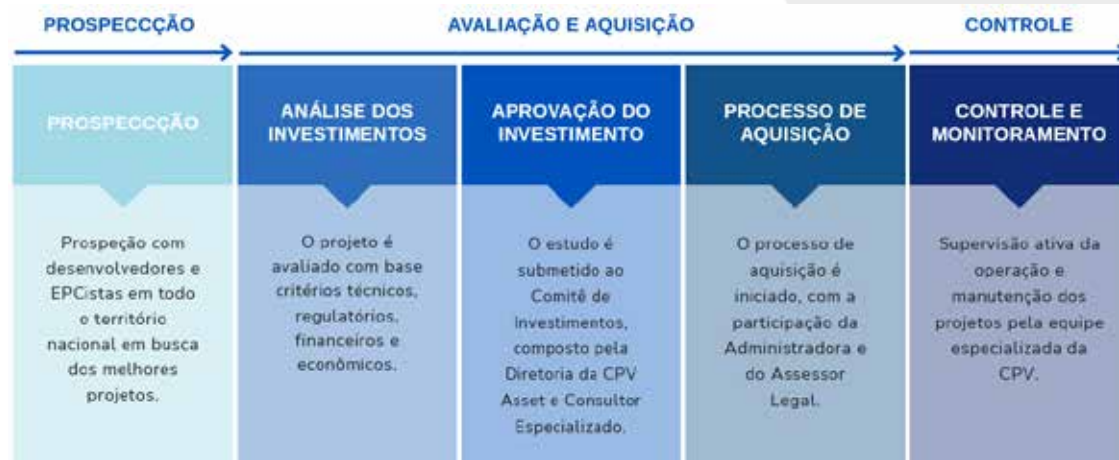 PROSPECCÇÃO
AVALIAÇÃO E AQUISIÇÃO
CONTROLE
PROSPECCÇÃO
Prospeção com
desenvolvedores e
EPCistas em todo
o território
nacional em busca
dos melhores
projetos.
ANÁLISE DOS
INVESTIMENTOS
O projeto é
avaliado com base
critérios técnicos,
regulatórios,
financeiros e
econômicos.
APROVAÇÃO DO
INVESTIMENTO
O estudo é
submetido ao
Comitê de
Investimentos,
composto pela
Diretoria da CPV
Asset e Consultor
Especializado.
PROCESSO DE
AQUISIÇÃO
O processo de
aquisição é
iniciado, com a
participação da
Administradora e
do Assessor
Legal.
CONTROLE E
MONITORAMENTO
Supervisão ativa da
operação e
manutenção dos
projetos pela equipe
especializada da
CPV.